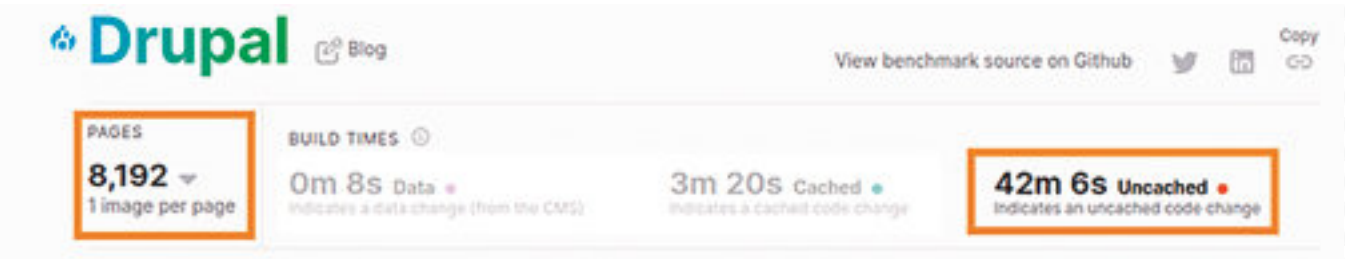 Drupal Blog
View benchmark source on Github Copy
PAGES
8,192
1 image per page
BUILD TIMES
0m 8s Data
Indicates a data change (from the CMS)
3m 20s Cached
Indicates a cached code change
42m 6s Uncached
Indicates an uncached code change